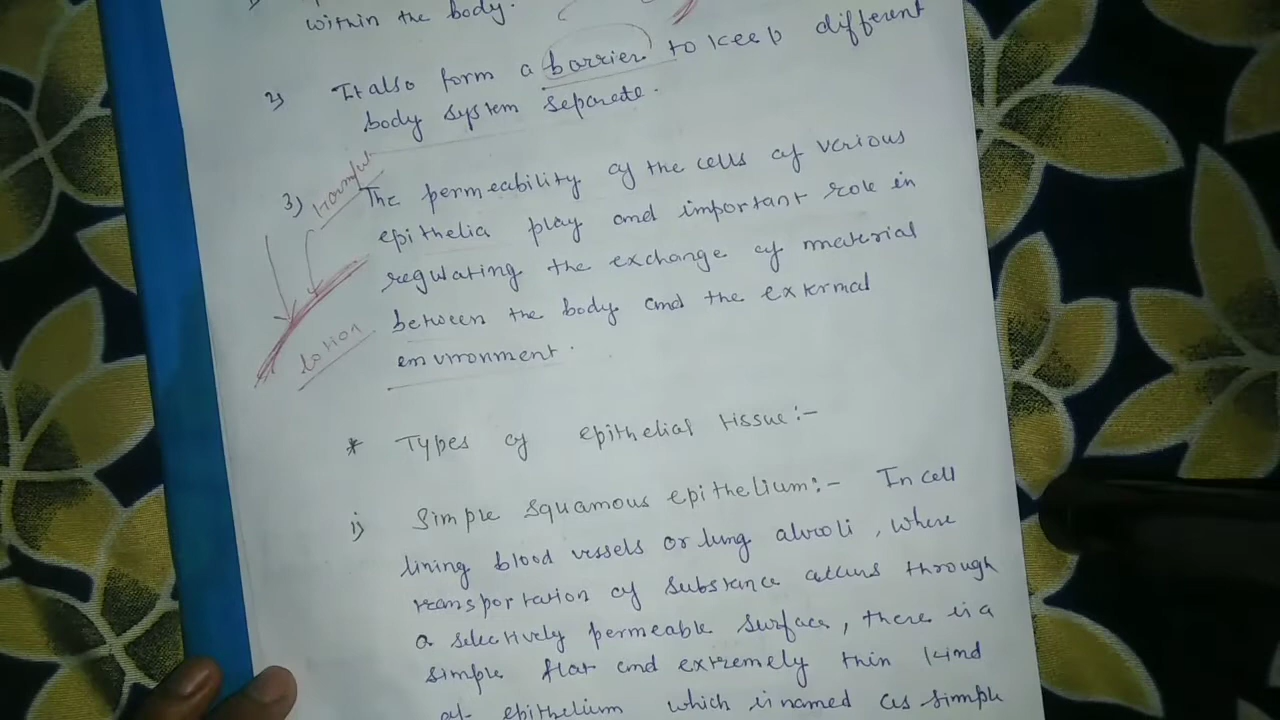 within the body.
2) It also form a barrier to keep different
body system separate.
3) The permeability of the cells of various
Harmful
epithelia play and important role in
regulating the exchange of material
between the body and the external
Lotion
environment.
* Types of epithelial tissue:-
i) Simple squamous epithelium:- In cell
lining blood vessels or lung alveoli, where
transportation of substance occurs through
a selectively permeable surface, there is a
simple flat and extremely thin kind
of epithelium which is named as simple